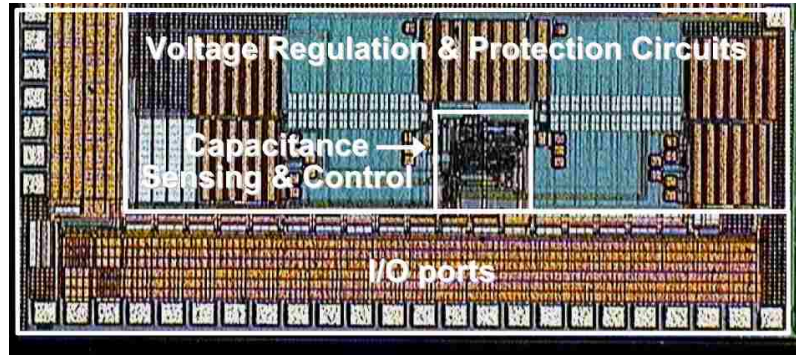 Voltage Regulation & Protection Circuits
Capacitance
Sensing & Control
I/O ports